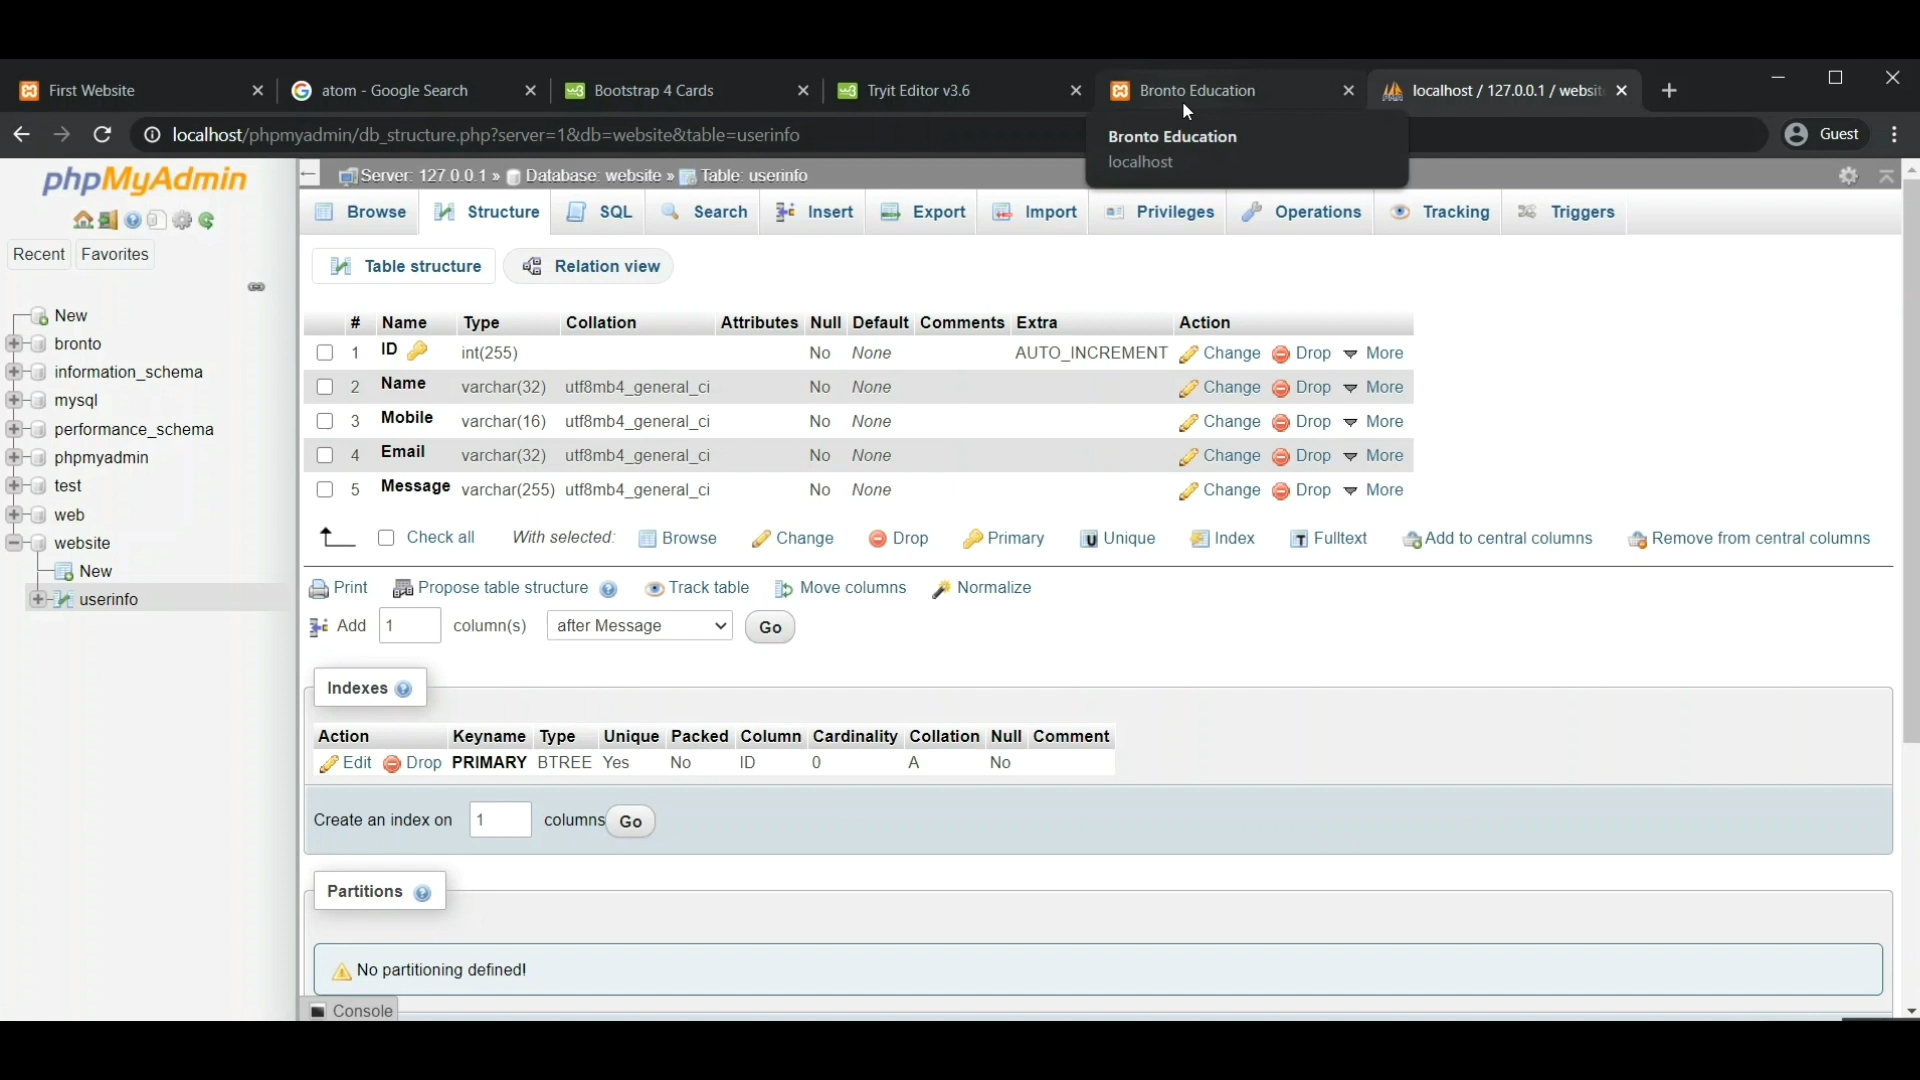 First Website
atom - Google Search
Bootstrap 4 Cards
Tryit Editor v3.6
Bronto Education
localhost / 127.0.0.1 / websit
localhost/phpmyadmin/db_structure.php?server=1&db=website&table=userinfo
Guest
Bronto Education
localhost
phpMyAdmin
Recent Favorites
New
bronto
information_schema
mysql
performance_schema
phpmyadmin
test
web
website
New
userinfo
Server: 127.0.0.1 » Database: website » Table: userinfo
Browse Structure SQL Search Insert Export Import Privileges Operations Tracking Triggers
Table structure Relation view
# Name Type Collation Attributes Null Default Comments Extra Action
1 ID int(255) No None AUTO_INCREMENT Change Drop More
2 Name varchar(32) utf8mb4_general_ci No None Change Drop More
3 Mobile varchar(16) utf8mb4_general_ci No None Change Drop More
4 Email varchar(32) utf8mb4_general_ci No None Change Drop More
5 Message varchar(255) utf8mb4_general_ci No None Change Drop More
Check all With selected: Browse Change Drop Primary Unique Index Fulltext Add to central columns Remove from central columns
Print Propose table structure Track table Move columns Normalize
Add 1 column(s) after Message Go
Indexes
Action Keyname Type Unique Packed Column Cardinality Collation Null Comment
Edit Drop PRIMARY BTREE Yes No ID 0 A No
Create an index on 1 columns Go
Partitions
No partitioning defined!
Console